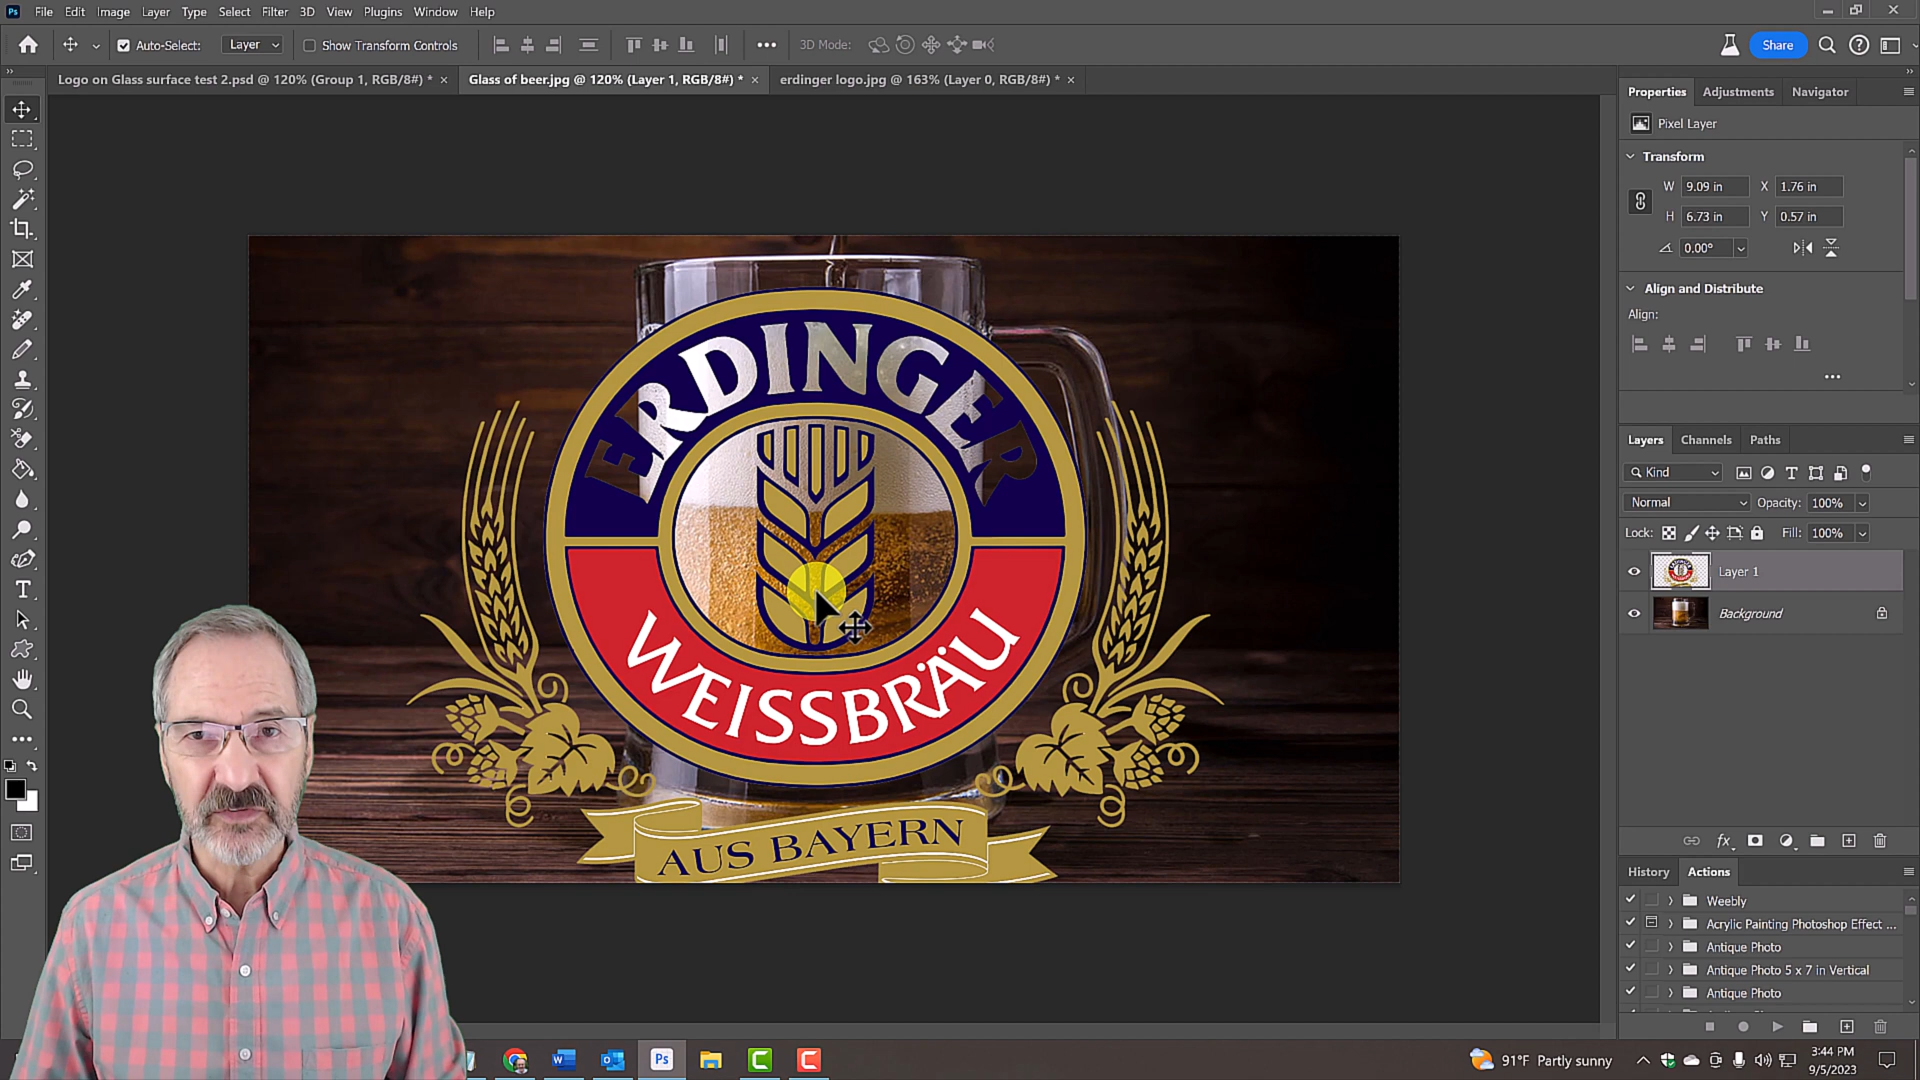 Ps File Edit Image Layer Type Select Filter 3D View Plugins Window Help
Auto-Select: Layer Show Transform Controls 3D Mode: Share
Logo on Glass surface test 2.psd @ 120% (Group 1, RGB/8#) * × Glass of beer.jpg @ 120% (Layer 1, RGB/8#) * × erdinger logo.jpg @ 163% (Layer 0, RGB/8#) * ×
Properties Adjustments Navigator
Pixel Layer
Transform
W 9.09 in X 1.76 in
H 6.73 in Y 0.57 in
0.00°
Align and Distribute
Align:
ERDINGER
WEISSBRÄU
AUS BAYERN
Layers Channels Paths
Kind
Normal Opacity: 100%
Lock: Fill: 100%
Layer 1
Background
fx
History Actions
Weebly
Acrylic Painting Photoshop Effect ...
Antique Photo
Antique Photo 5 x 7 in Vertical
Antique Photo
91°F Partly sunny
3:44 PM
9/5/2023